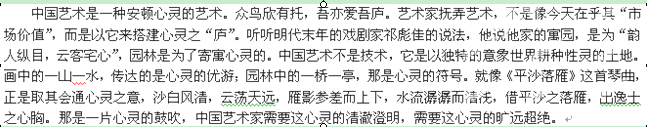 中国艺术是一种安顿心灵的艺术。众鸟欣有托，吾亦爱吾庐。艺术家抚弄艺术，不是像今天在乎其“市
场价值”，而是以它来搭建心灵之“庐”。听听明代末年的戏剧家祁彪佳的说法，他说他家的寓园，是为“韵
人纵目，云客宅心”，园林是为了寄寓心灵的。中国艺术不是技术，它是以独特的意象世界耕种性灵的土地。
画中的一山一水，传达的是心灵的优游；园林中的一桥一亭，那是心灵的符号。就像《平沙落雁》这首琴曲，
正是取其会通心灵之意，沙白风清，云荡天远，雁影参差而上下，水流潺潺而洁洗，借平沙之落雁，出逸士
之心胸。那是一片心灵的鼓吹，中国艺术家需要这心灵的清澈澄明，需要这心灵的旷远超绝。